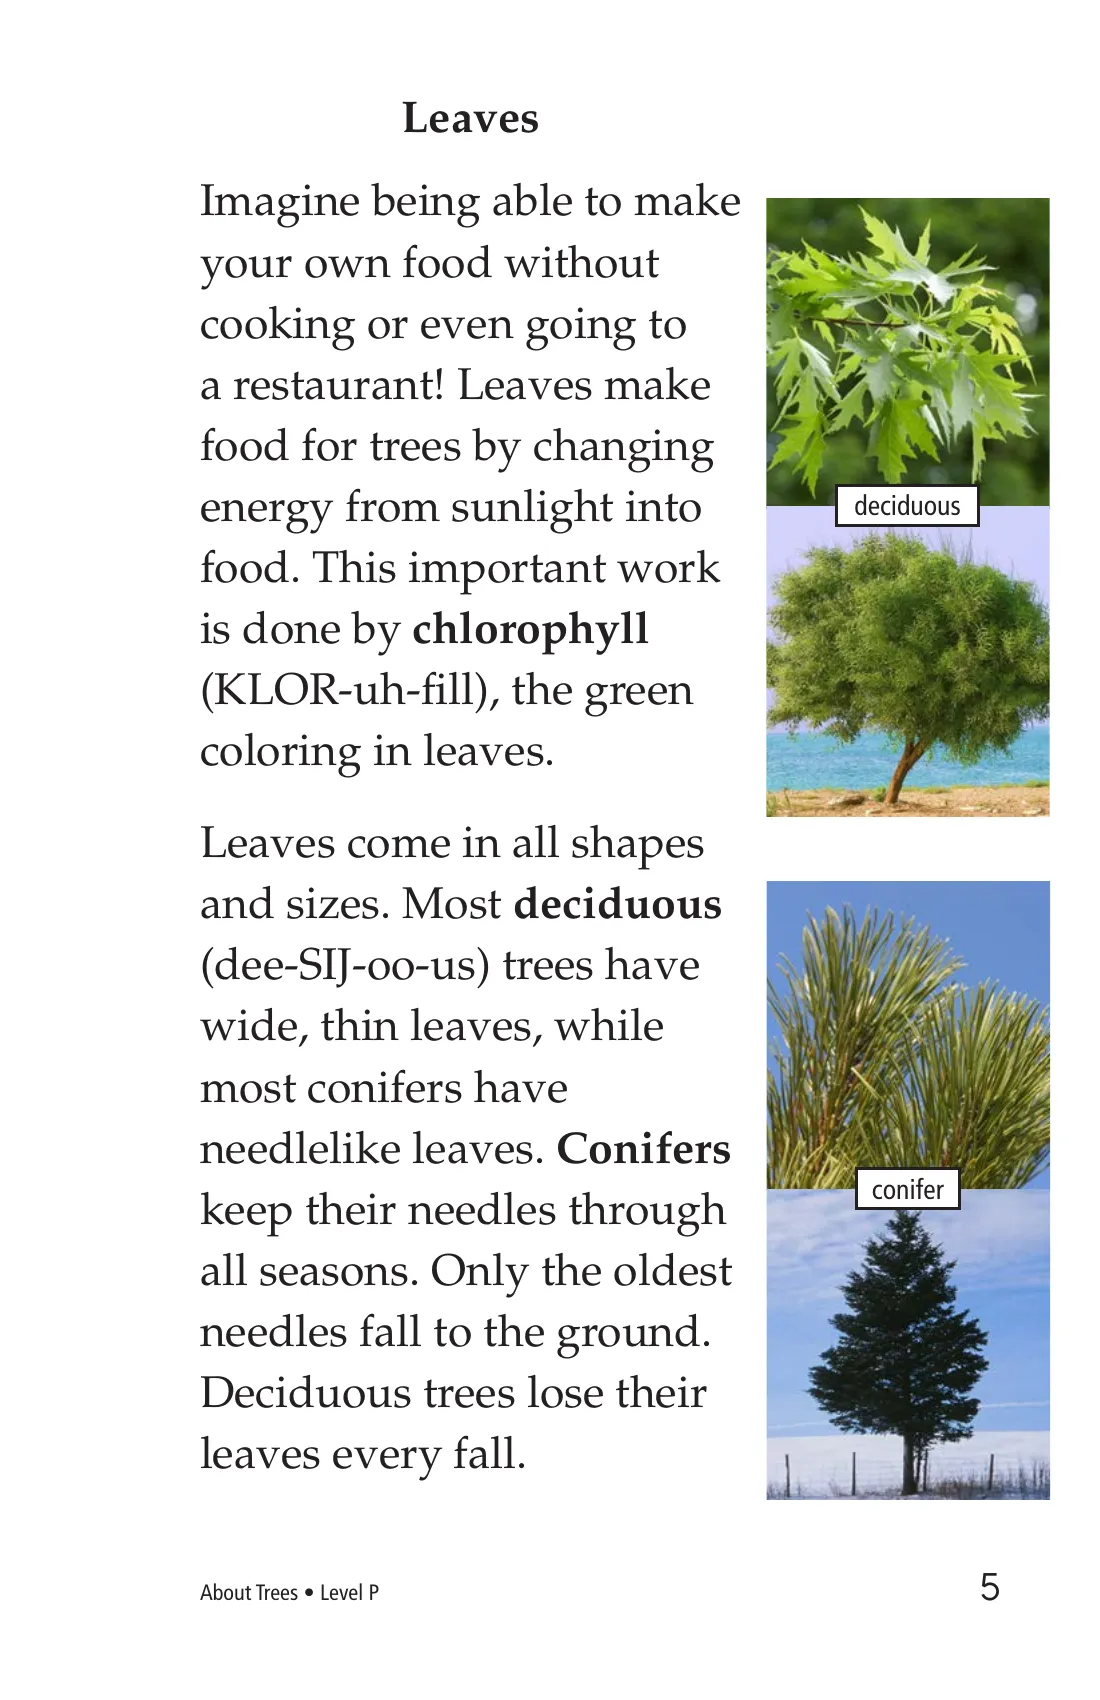 Leaves
Imagine being able to make
your own food without
cooking or even going to
a restaurant! Leaves make
food for trees by changing
energy from sunlight into
food. This important work
is done by chlorophyll
(KLOR-uh-fill), the green
coloring in leaves.
Leaves come in all shapes
and sizes. Most deciduous
(dee-SIJ-oo-us) trees have
wide, thin leaves, while
most conifers have
needlelike leaves. Conifers
keep their needles through
all seasons. Only the oldest
needles fall to the ground.
Deciduous trees lose their
leaves every fall.
deciduous
conifer
About Trees • Level P
5